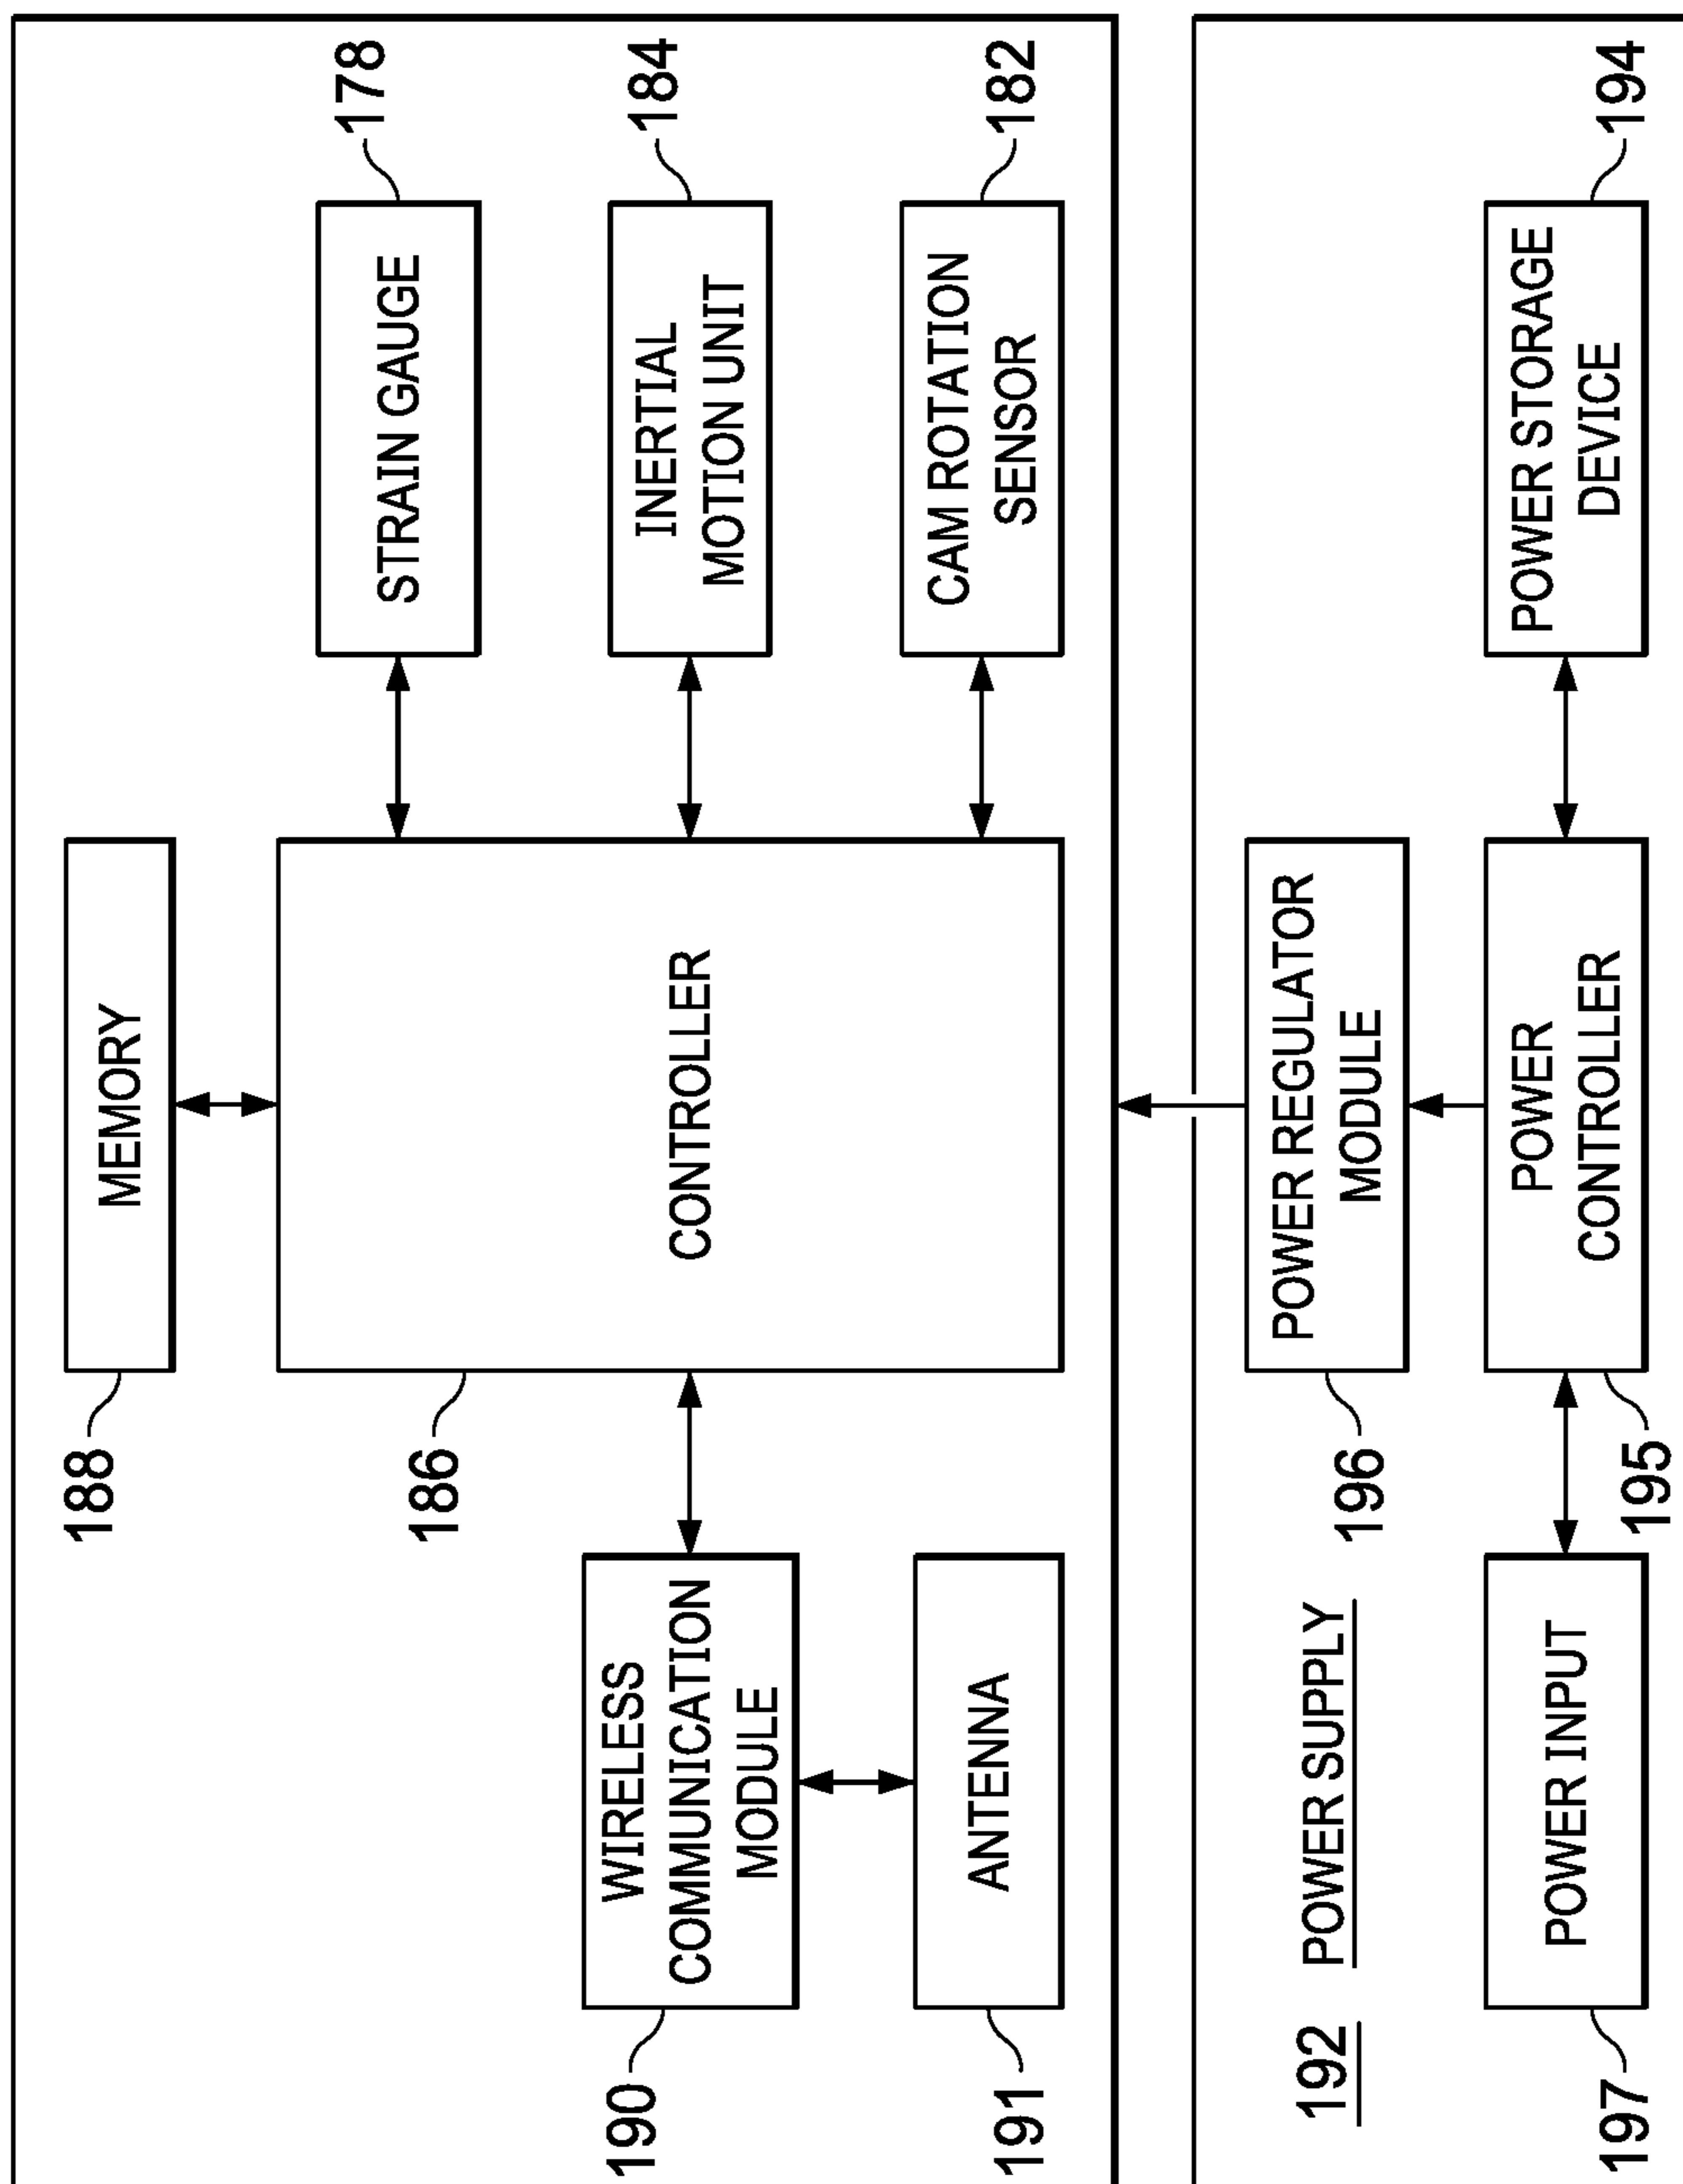 188
MEMORY
186
CONTROLLER
178
STRAIN GAUGE
184
INERTIAL
MOTION UNIT
182
CAM ROTATION
SENSOR
190
WIRELESS
COMMUNICATION
MODULE
191
ANTENNA
192 POWER SUPPLY
196
POWER REGULATOR
MODULE
197
POWER INPUT
195
POWER
CONTROLLER
194
POWER STORAGE
DEVICE